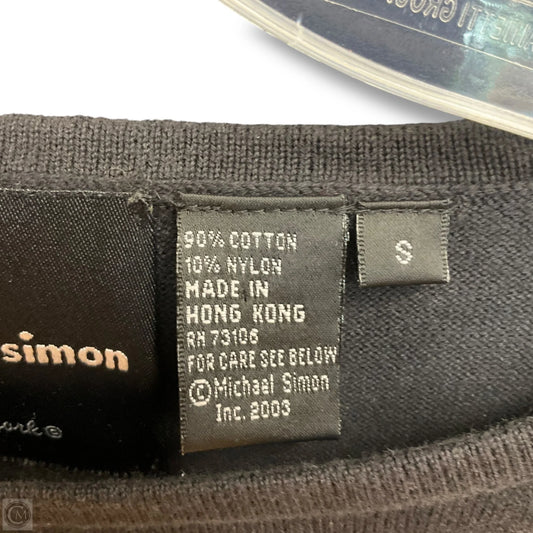 simon
ork©
90% COTTON
10% NYLON
MADE IN
HONG KONG
RN 73106
FOR CARE SEE BELOW
© Michael Simon
Inc. 2003
S